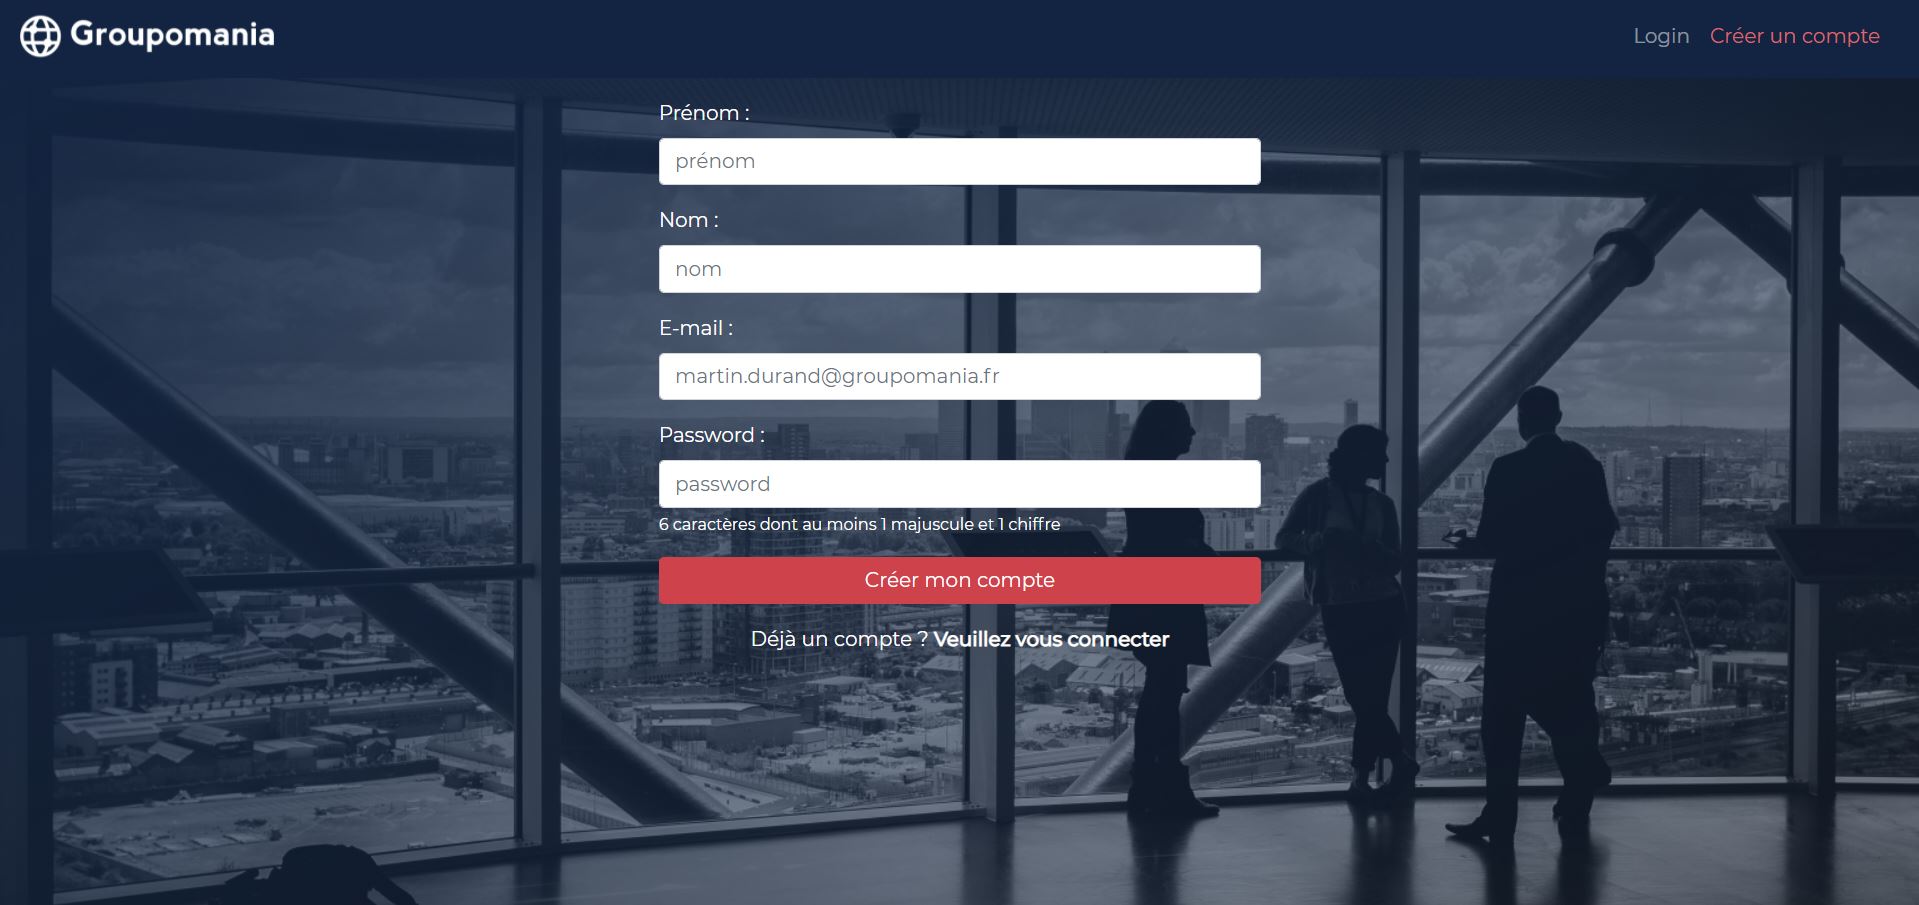 Groupomania
Login Créer un compte
Prénom :
prénom
Nom :
nom
E-mail :
martin.durand@groupomania.fr
Password :
password
6 caractères dont au moins 1 majuscule et 1 chiffre
Créer mon compte
Déjà un compte ? Veuillez vous connecter